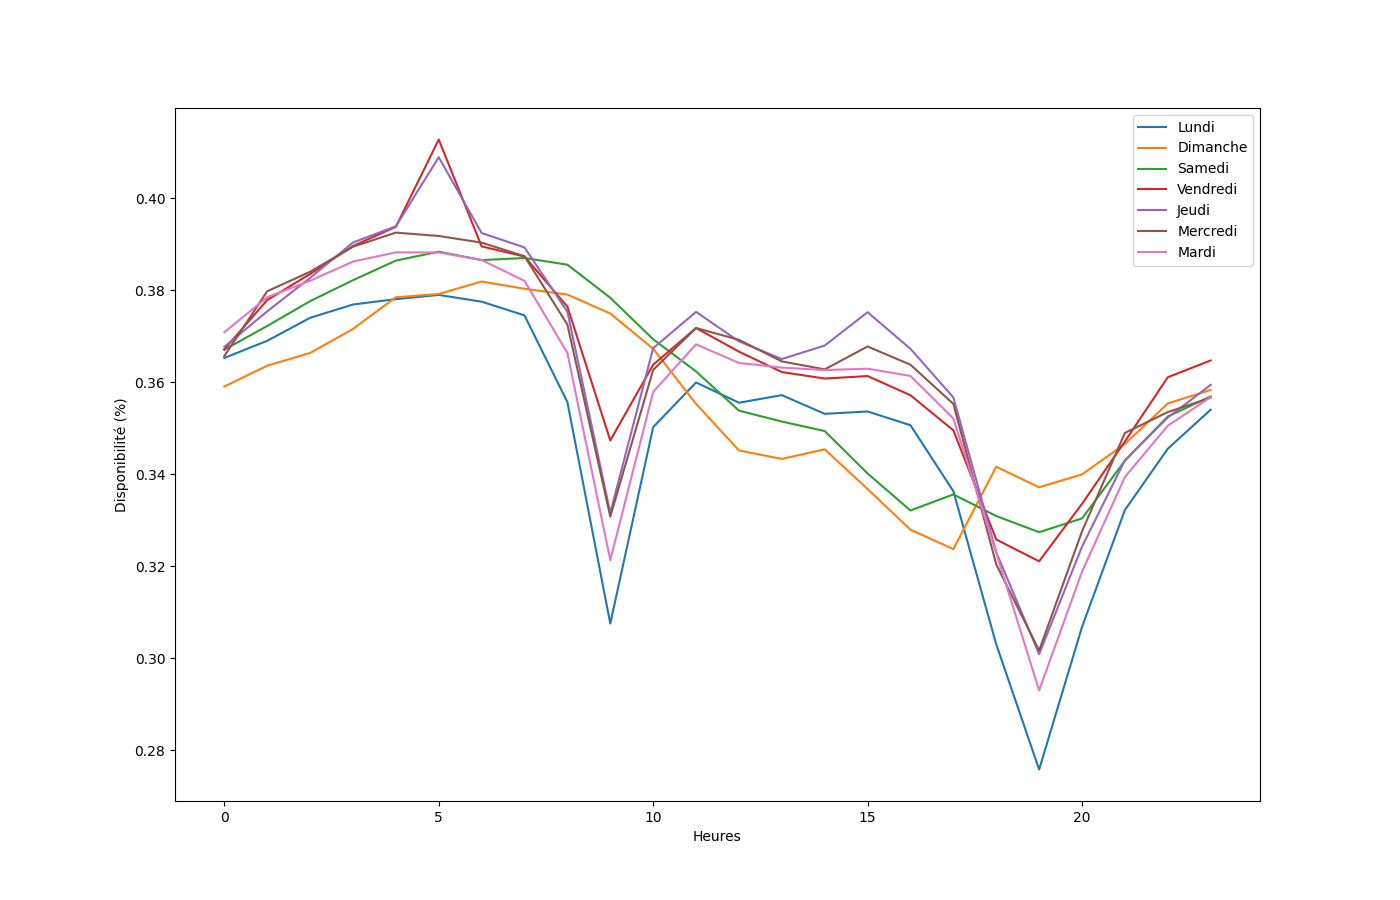 Lundi
Dimanche
Samedi
Vendredi
Jeudi
Mercredi
Mardi
0.40
0.38
0.36
0.34
0.32
0.30
0.28
Disponibilité (%)
0 5 10 15 20
Heures